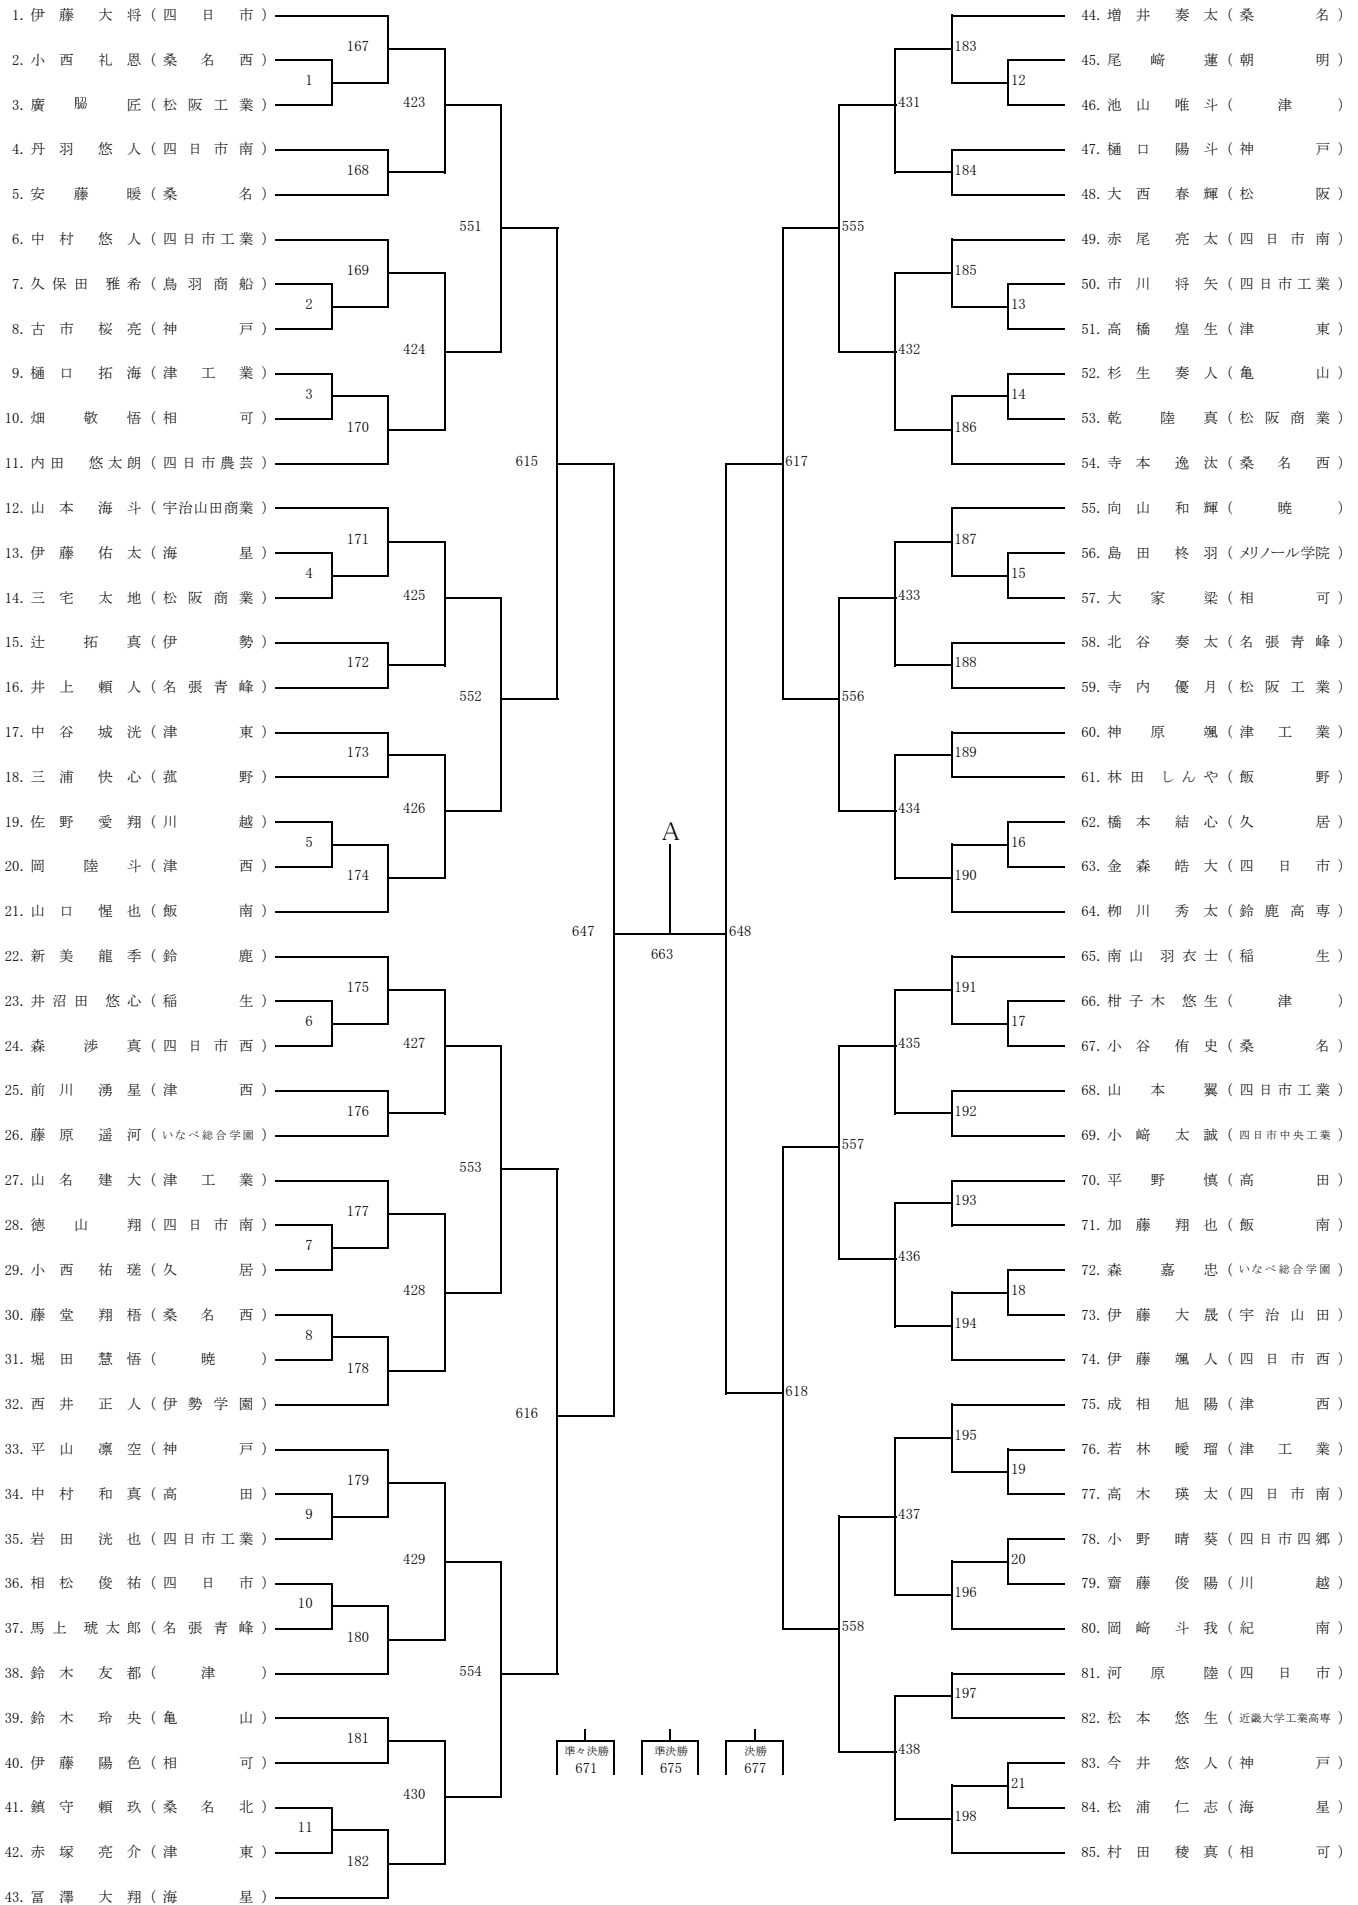 1. 伊藤 大将 (四日市)
2. 小西 礼恩 (桑名西)
3. 廣脇 匠 (松阪工業)
4. 丹羽 悠人 (四日市南)
5. 安藤 暖 (桑名)
6. 中村 悠人 (四日市工業)
7. 久保田 雅希 (鳥羽商船)
8. 古市 桜亮 (神戸)
9. 樋口 拓海 (津工業)
10. 畑 敬悟 (相可)
11. 内田 悠太朗 (四日市農芸)
12. 山本 海斗 (宇治山田商業)
13. 伊藤 佑太 (海星)
14. 三宅 太地 (松阪商業)
15. 辻 拓真 (伊勢)
16. 井上 頼人 (名張青峰)
17. 中谷 城洸 (津東)
18. 三浦 快心 (菰野)
19. 佐野 愛翔 (川越)
20. 岡 陸斗 (津西)
21. 山口 惺也 (飯南)
22. 新美 龍季 (鈴鹿)
23. 井沼田 悠心 (稲生)
24. 森 渉真 (四日市西)
25. 前川 湧星 (津西)
26. 藤原 遥河 (いなべ総合学園)
27. 山名 建大 (津工業)
28. 徳山 翔 (四日市南)
29. 小西 祐瑳 (久居)
30. 藤堂 翔梧 (桑名西)
31. 堀田 慧悟 (暁)
32. 西井 正人 (伊勢学園)
33. 平山 凛空 (神戸)
34. 中村 和真 (高田)
35. 岩田 洸也 (四日市工業)
36. 相松 俊祐 (四日市)
37. 馬上 琥太郎 (名張青峰)
38. 鈴木 友都 (津)
39. 鈴木 玲央 (亀山)
40. 伊藤 陽色 (相可)
41. 鎮守 頼玖 (桑名北)
42. 赤塚 亮介 (津東)
43. 冨澤 大翔 (海星)
1
2
3
4
5
6
7
8
9
10
11
167
168
169
170
171
172
173
174
175
176
177
178
179
180
181
182
423
424
425
426
427
428
429
430
551
552
553
554
615
616
647
A
663
648
準々決勝
671
準決勝
675
決勝
677
617
618
555
556
557
558
431
432
433
434
435
436
437
438
183
184
185
186
187
188
189
190
191
192
193
194
195
196
197
198
12
13
14
15
16
17
18
19
20
21
44. 増井 奏太 (桑名)
45. 尾﨑 蓮 (朝明)
46. 池山 唯斗 (津)
47. 樋口 陽斗 (神戸)
48. 大西 春輝 (松阪)
49. 赤尾 亮太 (四日市南)
50. 市川 将矢 (四日市工業)
51. 高橋 煌生 (津東)
52. 杉生 奏人 (亀山)
53. 乾 陸真 (松阪商業)
54. 寺本 逸汰 (桑名西)
55. 向山 和輝 (暁)
56. 島田 柊羽 (メリノール学院)
57. 大家 梁 (相可)
58. 北谷 奏太 (名張青峰)
59. 寺内 優月 (松阪工業)
60. 神原 颯 (津工業)
61. 林田 しんや (飯野)
62. 橋本 結心 (久居)
63. 金森 皓大 (四日市)
64. 栁川 秀太 (鈴鹿高専)
65. 南山 羽衣士 (稲生)
66. 柑子木 悠生 (津)
67. 小谷 侑史 (桑名)
68. 山本 翼 (四日市工業)
69. 小﨑 太誠 (四日市中央工業)
70. 平野 慎 (高田)
71. 加藤 翔也 (飯南)
72. 森 嘉忠 (いなべ総合学園)
73. 伊藤 大晟 (宇治山田)
74. 伊藤 颯人 (四日市西)
75. 成相 旭陽 (津西)
76. 若林 曖瑠 (津工業)
77. 高木 瑛太 (四日市南)
78. 小野 晴葵 (四日市四郷)
79. 齋藤 俊陽 (川越)
80. 岡﨑 斗我 (紀南)
81. 河原 陸 (四日市)
82. 松本 悠生 (近畿大学工業高専)
83. 今井 悠人 (神戸)
84. 松浦 仁志 (海星)
85. 村田 稜真 (相可)